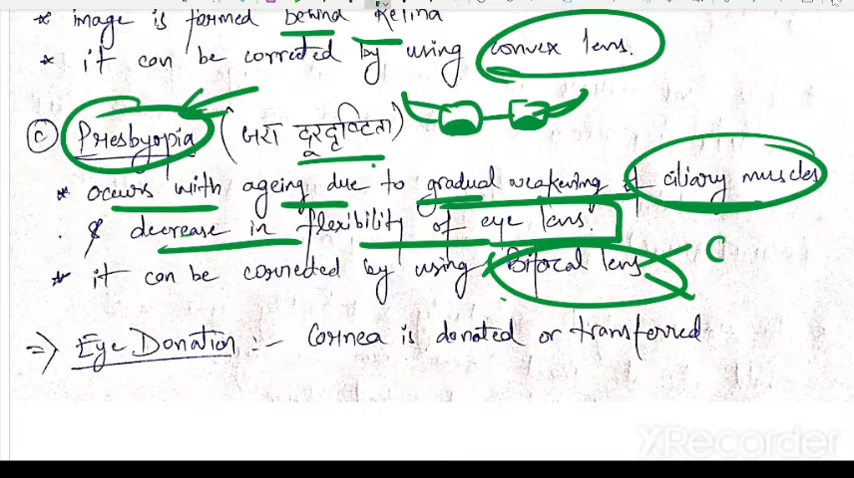 * image is formed behind Retina
* it can be corrected by using convex lens.
(c) Presbyopia (जरा दूरदृष्टिता)
* occurs with ageing due to gradual weakening of ciliary muscles
& decrease in flexibility of eye lens.
* it can be corrected by using Bifocal lens C
=> Eye Donation :- Cornea is donated or transferred
XRecorder